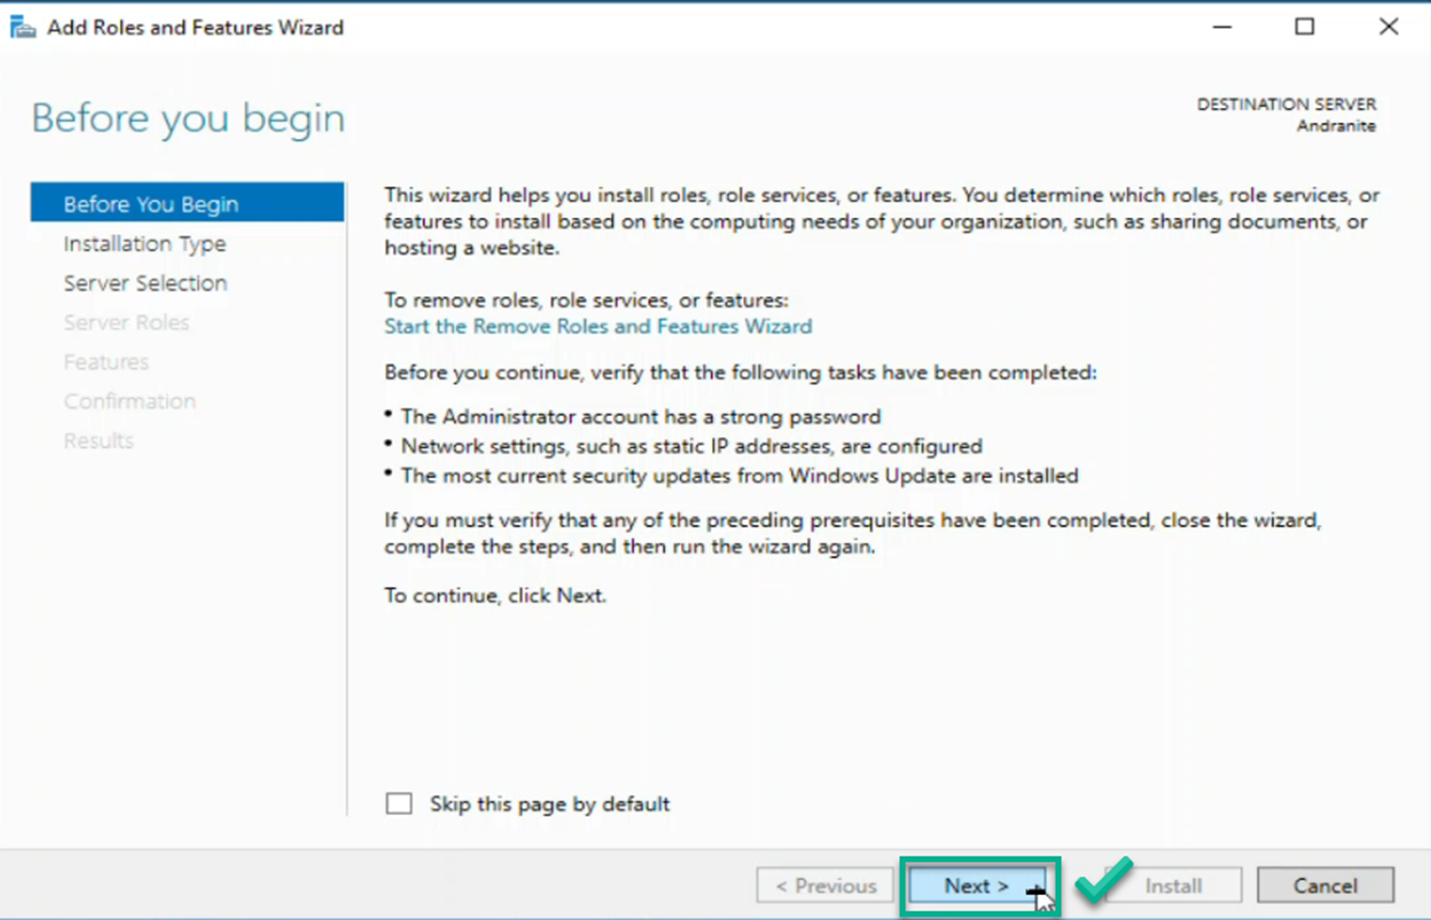 Add Roles and Features Wizard
Before you begin
DESTINATION SERVER
Andranite
Before You Begin
Installation Type
Server Selection
Server Roles
Features
Confirmation
Results
This wizard helps you install roles, role services, or features. You determine which roles, role services, or
features to install based on the computing needs of your organization, such as sharing documents, or
hosting a website.
To remove roles, role services, or features:
Start the Remove Roles and Features Wizard
Before you continue, verify that the following tasks have been completed:
• The Administrator account has a strong password
• Network settings, such as static IP addresses, are configured
• The most current security updates from Windows Update are installed
If you must verify that any of the preceding prerequisites have been completed, close the wizard,
complete the steps, and then run the wizard again.
To continue, click Next.
Skip this page by default
< Previous
Next >
Install
Cancel